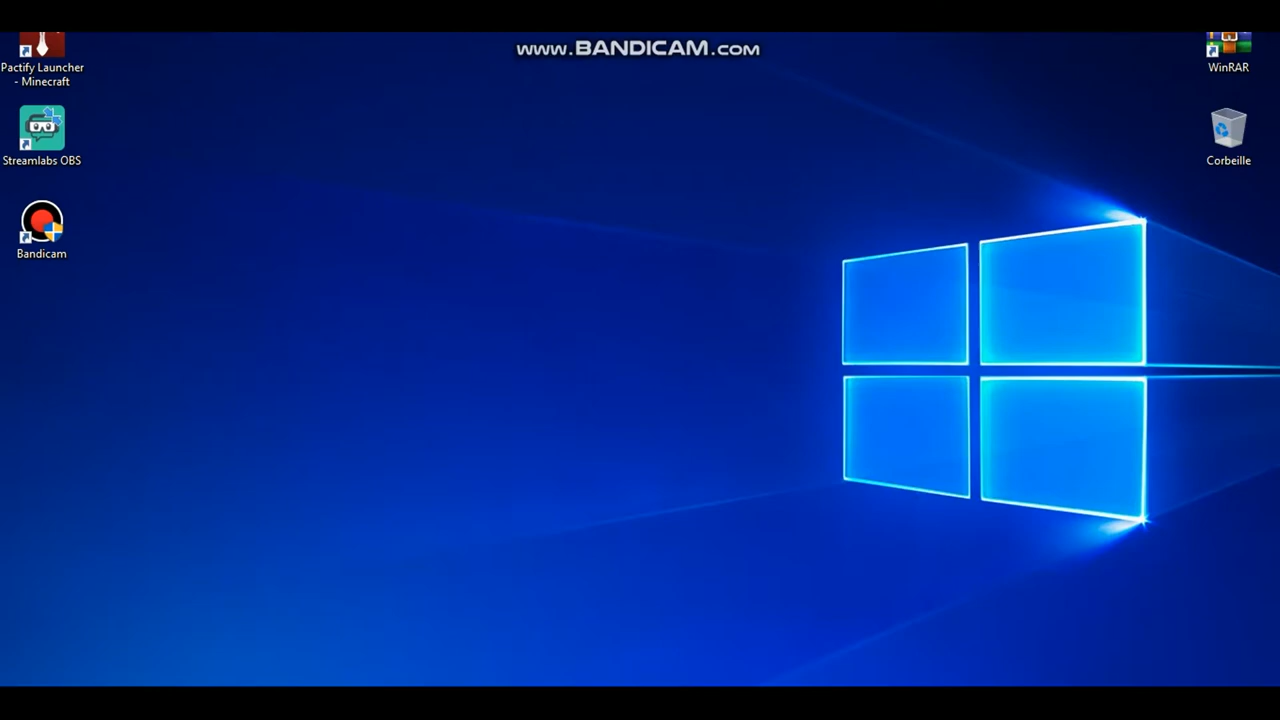 www.BANDICAM.com
Pactify Launcher
- Minecraft
WinRAR
Streamlabs OBS
Corbeille
Bandicam